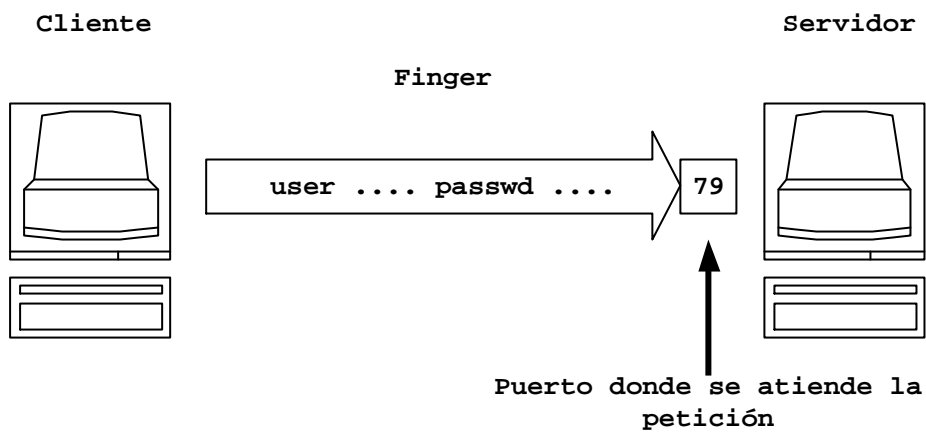 Cliente
Servidor
Finger
user .... passwd ....
79
Puerto donde se atiende la
petición